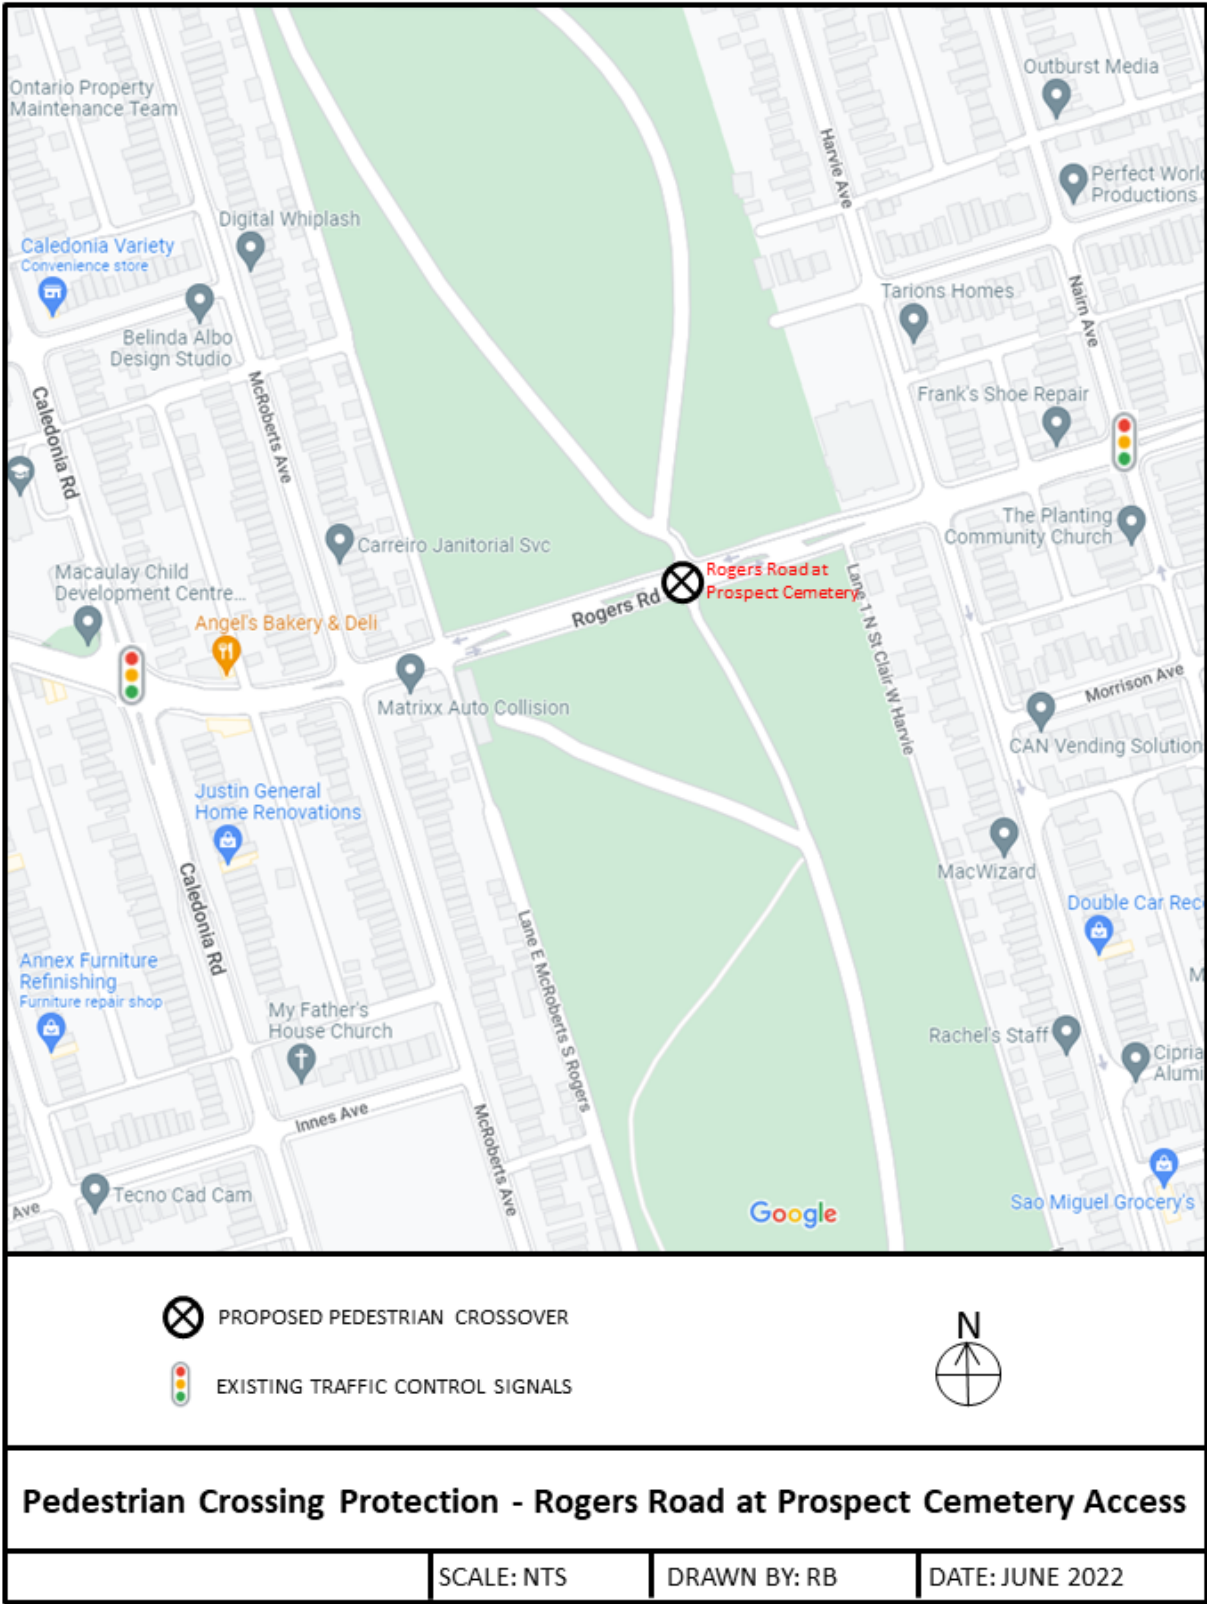 Outburst Media
Ontario Property
Maintenance Team
Harvie Ave
Perfect World
Productions
Digital Whiplash
Caledonia Variety
Convenience store
Tarions Homes
Nairn Ave
Belinda Albo
Design Studio
McRoberts Ave
Caledonia Rd
Frank's Shoe Repair
The Planting
Community Church
Carreiro Janitorial Svc
Macaulay Child
Development Centre...
Rogers Road at
Prospect Cemetery
Rogers Rd
Angel's Bakery & Deli
Lane 1 N St Clair W Harvie
Morrison Ave
Matrixx Auto Collision
CAN Vending Solution
Justin General
Home Renovations
MacWizard
Caledonia Rd
Double Car Rec
Lane E McRoberts S Rogers
Annex Furniture
Refinishing
Furniture repair shop
M
My Father's
House Church
Rachel's Staff
Cipria
Alumi
Innes Ave
McRoberts Ave
Tecno Cad Cam
Ave
Sao Miguel Grocery's
Google
PROPOSED PEDESTRIAN CROSSOVER
N
EXISTING TRAFFIC CONTROL SIGNALS
Pedestrian Crossing Protection - Rogers Road at Prospect Cemetery Access
SCALE: NTS
DRAWN BY: RB
DATE: JUNE 2022